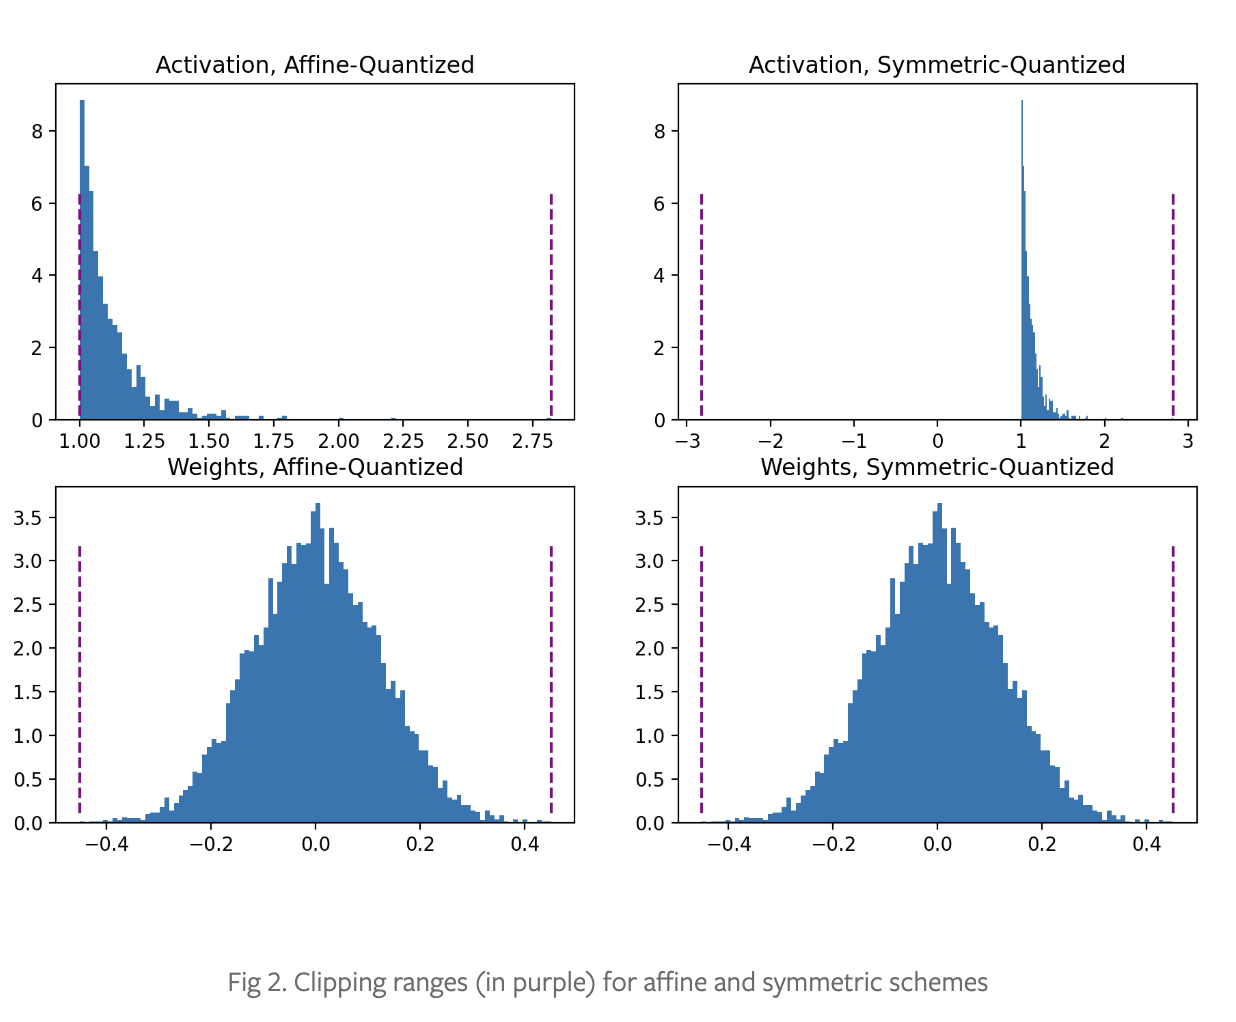 Activation, Affine-Quantized
8
6
4
2
0
1.00 1.25 1.50 1.75 2.00 2.25 2.50 2.75
Activation, Symmetric-Quantized
8
6
4
2
0
−3 −2 −1 0 1 2 3
Weights, Affine-Quantized
3.5
3.0
2.5
2.0
1.5
1.0
0.5
0.0
−0.4 −0.2 0.0 0.2 0.4
Weights, Symmetric-Quantized
3.5
3.0
2.5
2.0
1.5
1.0
0.5
0.0
−0.4 −0.2 0.0 0.2 0.4
Fig 2. Clipping ranges (in purple) for affine and symmetric schemes